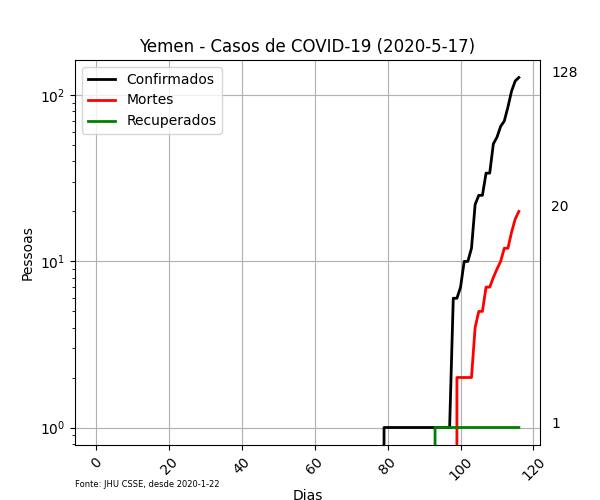 Yemen - Casos de COVID-19 (2020-5-17)
Confirmados
Mortes
Recuperados
128
20
1
10²
10¹
10⁰
Pessoas
0 20 40 60 80 100 120
Fonte: JHU CSSE, desde 2020-1-22
Dias